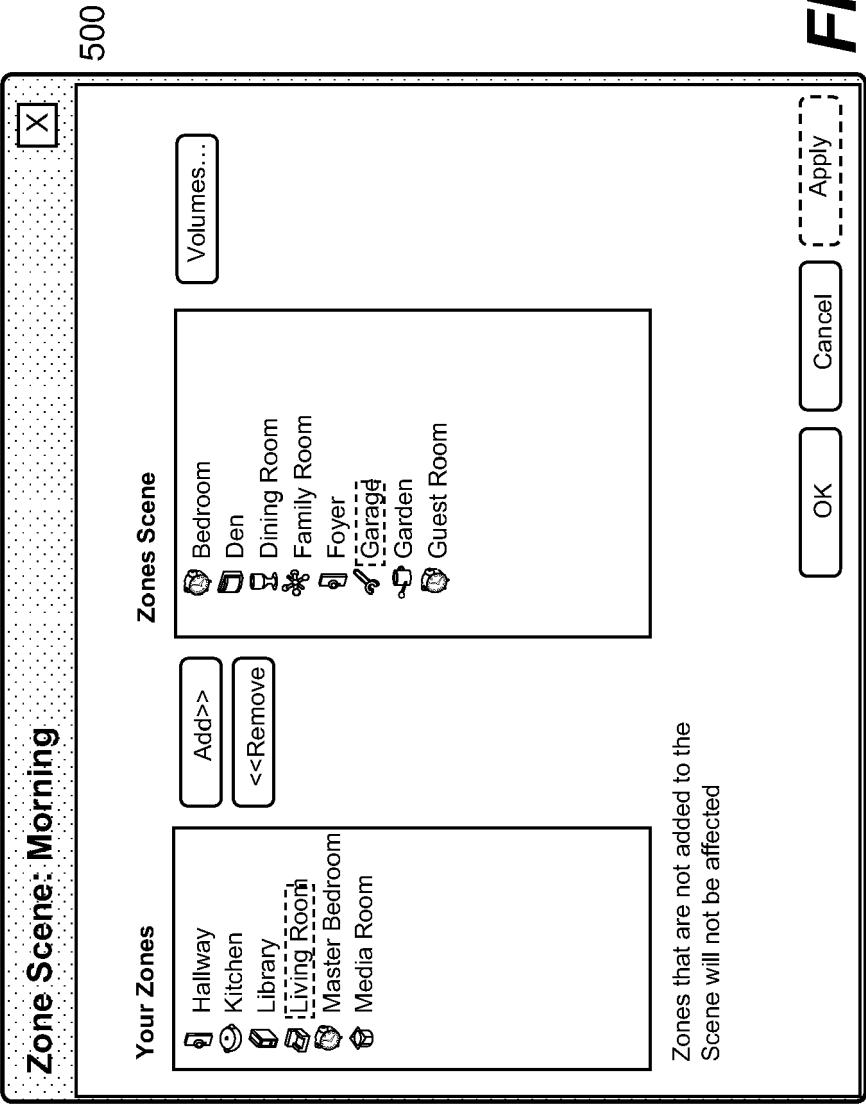 500
Zone Scene: Morning
X
Your Zones
Hallway
Kitchen
Library
Living Room
Master Bedroom
Media Room
Add>>
<<Remove
Zones Scene
Bedroom
Den
Dining Room
Family Room
Foyer
Garage
Garden
Guest Room
Volumes...
Zones that are not added to the
Scene will not be affected
OK
Cancel
Apply